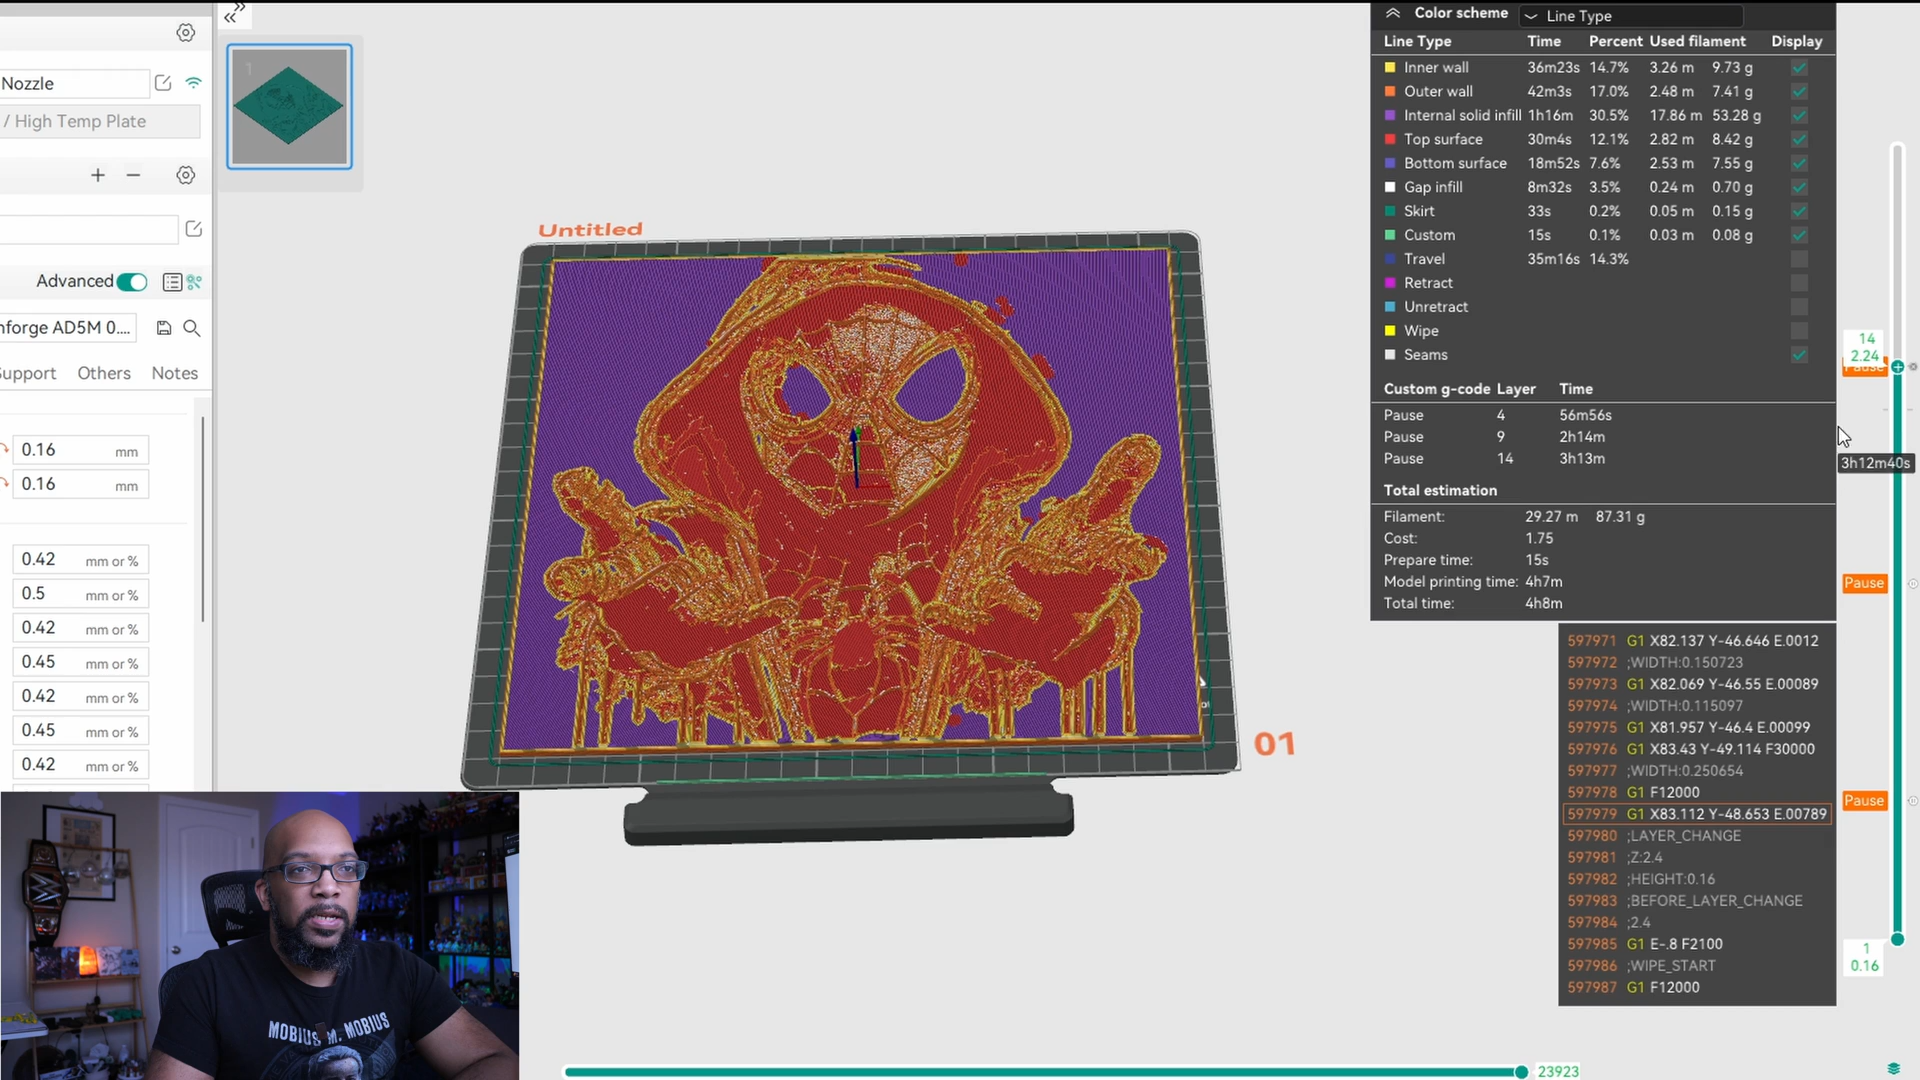 Nozzle
/ High Temp Plate
Advanced
nforge AD5M 0....
upport Others Notes
0.16 mm
0.16 mm
0.42 mm or %
0.5 mm or %
0.42 mm or %
0.45 mm or %
0.42 mm or %
0.45 mm or %
0.42 mm or %
1
Untitled
01
Color scheme Line Type
Line Type Time Percent Used filament Display
Inner wall 36m23s 14.7% 3.26 m 9.73 g
Outer wall 42m3s 17.0% 2.48 m 7.41 g
Internal solid infill 1h16m 30.5% 17.86 m 53.28 g
Top surface 30m4s 12.1% 2.82 m 8.42 g
Bottom surface 18m52s 7.6% 2.53 m 7.55 g
Gap infill 8m32s 3.5% 0.24 m 0.70 g
Skirt 33s 0.2% 0.05 m 0.15 g
Custom 15s 0.1% 0.03 m 0.08 g
Travel 35m16s 14.3%
Retract
Unretract
Wipe
Seams
Custom g-code Layer Time
Pause 4 56m56s
Pause 9 2h14m
Pause 14 3h13m
Total estimation
Filament: 29.27 m 87.31 g
Cost: 1.75
Prepare time: 15s
Model printing time: 4h7m
Total time: 4h8m
14
2.24
Pause
3h12m40s
Pause
Pause
1
0.16
597971 G1 X82.137 Y-46.646 E.0012
597972 ;WIDTH:0.150723
597973 G1 X82.069 Y-46.55 E.00089
597974 ;WIDTH:0.115097
597975 G1 X81.957 Y-46.4 E.00099
597976 G1 X83.43 Y-49.114 F30000
597977 ;WIDTH:0.250654
597978 G1 F12000
597979 G1 X83.112 Y-48.653 E.00789
597980 ;LAYER_CHANGE
597981 ;Z:2.4
597982 ;HEIGHT:0.16
597983 ;BEFORE_LAYER_CHANGE
597984 ;2.4
597985 G1 E-.8 F2100
597986 ;WIPE_START
597987 G1 F12000
23923
MOBIUS M. MOBIUS